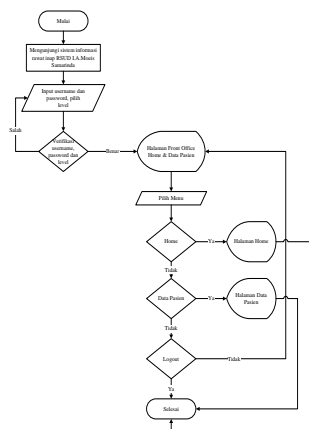 Mulai
Mengunjungi sistem informasi
rawat inap RSUD I.A.Moeis
Samarinda
Input username dan
password, pilih
level
Salah
Verifikasi
username,
password dan
level
Benar
Halaman Front Office
Home & Data Pasien
Pilih Menu
Home
Ya
Halaman Home
Tidak
Data Pasien
Ya
Halaman Data
Pasien
Tidak
Logout
Tidak
Ya
Selesai